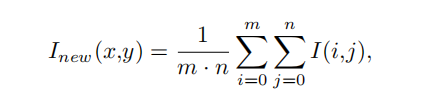 I_{new}(x,y) = \frac{1}{m \cdot n} \sum_{i=0}^{m} \sum_{j=0}^{n} I(i,j),